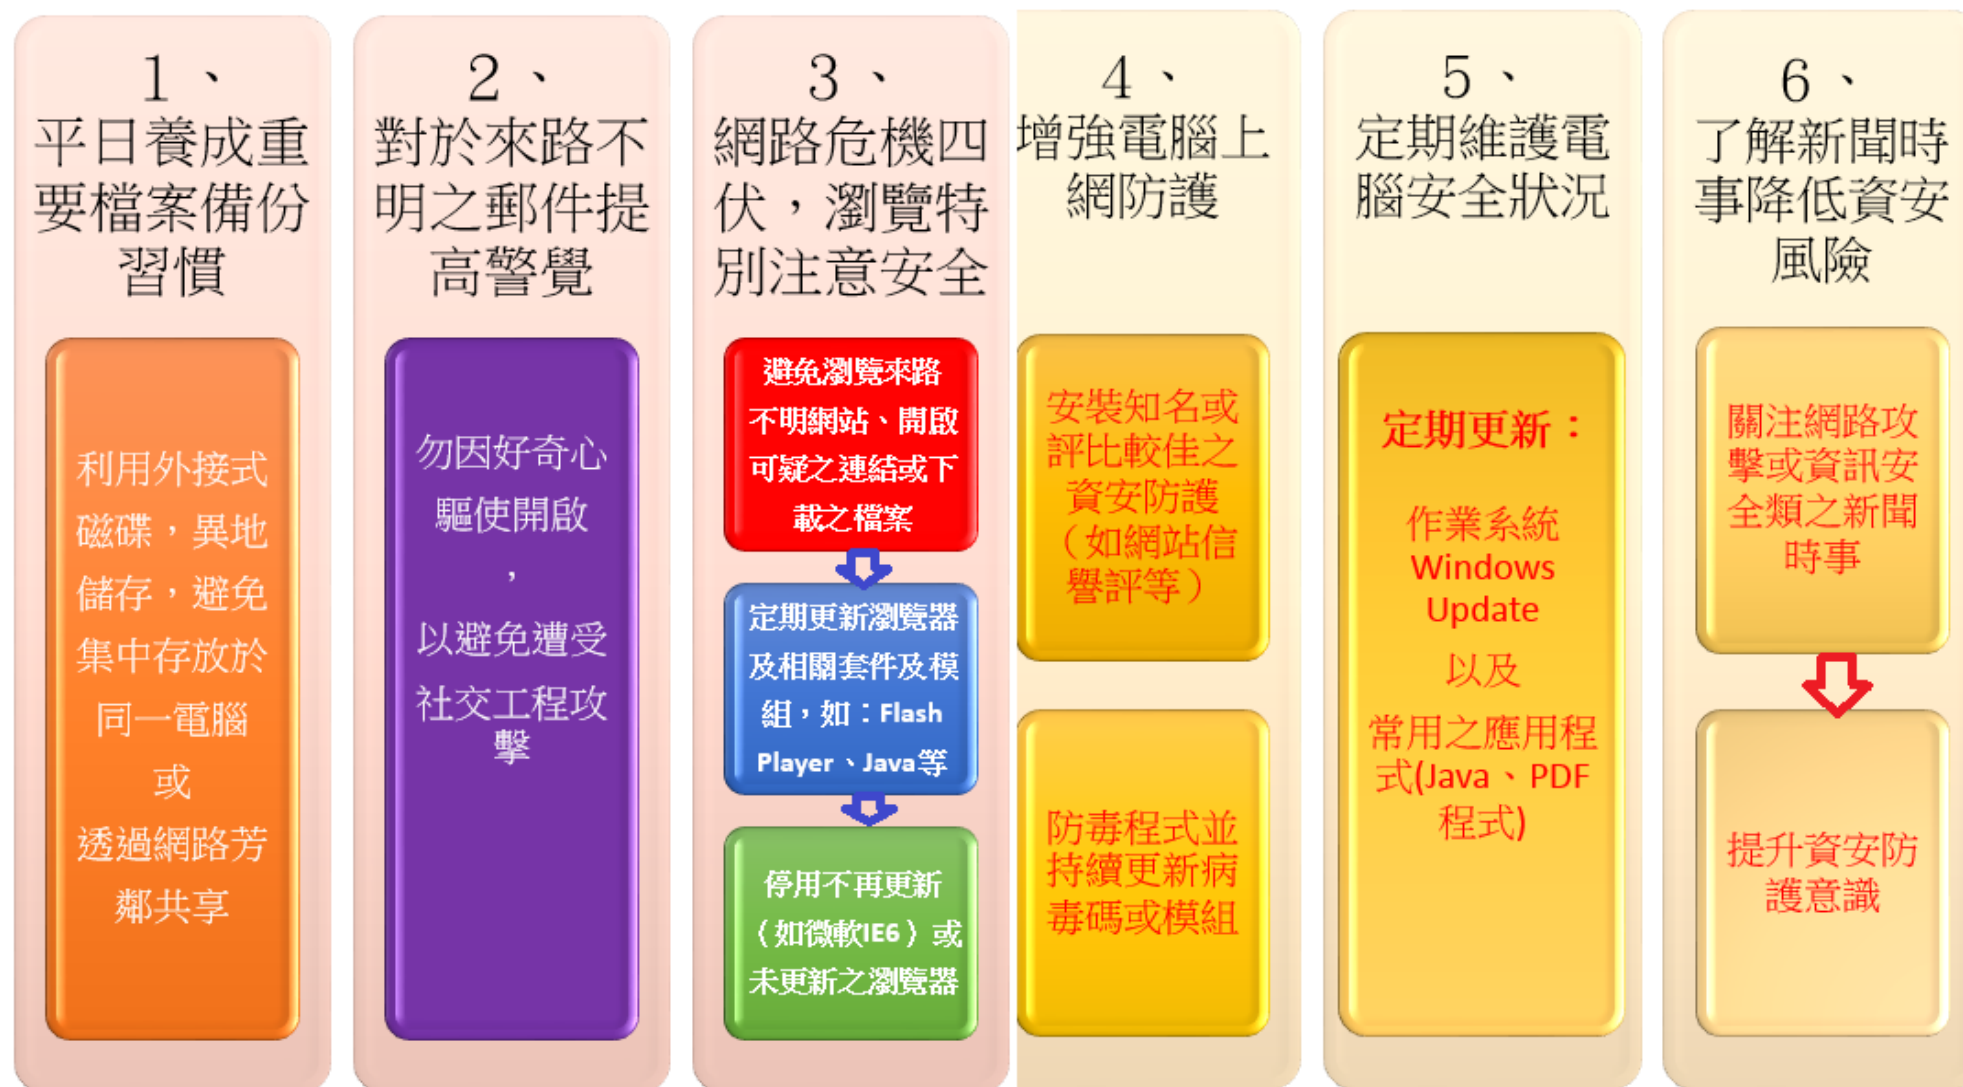 1、
平日養成重
要檔案備份
習慣
利用外接式
磁碟，異地
儲存，避免
集中存放於
同一電腦
或
透過網路芳
鄰共享
2、
對於來路不
明之郵件提
高警覺
勿因好奇心
驅使開啟
，
以避免遭受
社交工程攻
擊
3、
網路危機四
伏，瀏覽特
別注意安全
避免瀏覽來路
不明網站、開啟
可疑之連結或下
載之檔案
定期更新瀏覽器
及相關套件及模
組，如：Flash
Player、Java等
停用不再更新
（如微軟IE6）或
未更新之瀏覽器
4、
增強電腦上
網防護
安裝知名或
評比較佳之
資安防護
（如網站信
譽評等）
防毒程式並
持續更新病
毒碼或模組
5、
定期維護電
腦安全狀況
定期更新：
作業系統
Windows
Update
以及
常用之應用程
式(Java、PDF
程式)
6、
了解新聞時
事降低資安
風險
關注網路攻
擊或資訊安
全類之新聞
時事
提升資安防
護意識